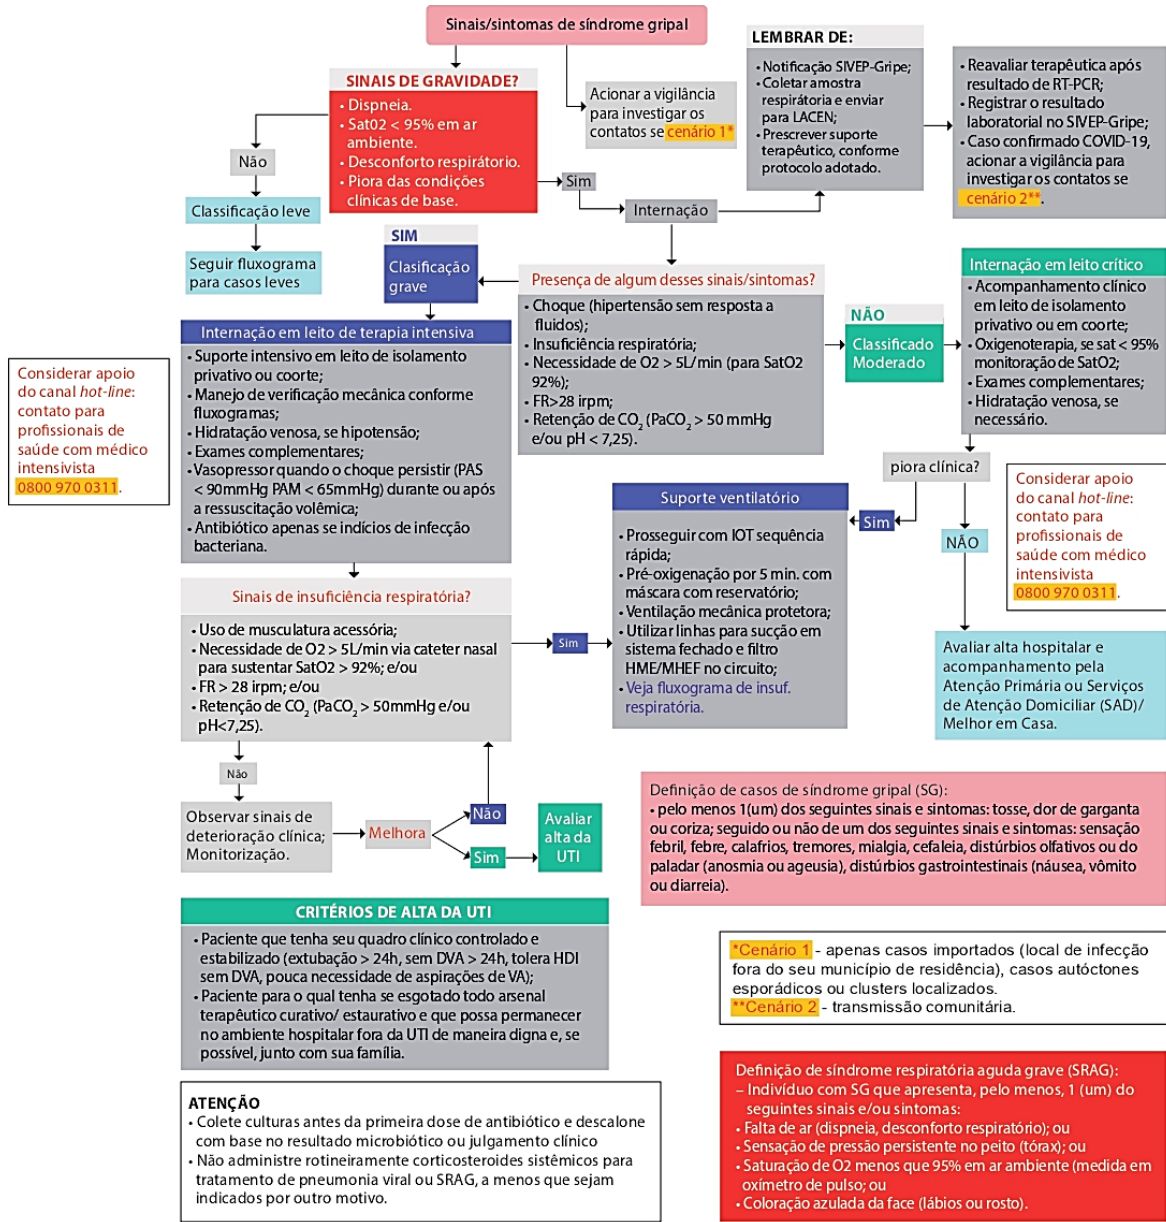 Sinais/sintomas de síndrome gripal
SINAIS DE GRAVIDADE?
• Dispneia.
• Sat02 < 95% em ar
ambiente.
• Desconforto respirátorio.
• Piora das condições
clínicas de base.
Acionar a vigilância
para investigar os
contatos se cenário 1*
LEMBRAR DE:
• Notificação SIVEP-Gripe;
• Coletar amostra
respirátória e enviar
para LACEN;
• Prescrever suporte
terapêutico, conforme
protocolo adotado.
• Reavaliar terapêutica após
resultado de RT-PCR;
• Registrar o resultado
laboratorial no SIVEP-Gripe;
• Caso confirmado COVID-19,
acionar a vigilância para
investigar os contatos se
cenário 2**.
Não
Sim
Classificação leve
Internação
Seguir fluxograma
para casos leves
SIM
Clasificação
grave
Presença de algum desses sinais/sintomas?
• Choque (hipertensão sem resposta a
fluidos);
• Insuficiência respiratória;
• Necessidade de O2 > 5L/min (para SatO2
92%);
• FR>28 irpm;
• Retenção de CO2 (PaCO2 > 50 mmHg
e/ou pH < 7,25).
NÃO
Classificado
Moderado
Internação em leito crítico
• Acompanhamento clínico
em leito de isolamento
privativo ou em coorte;
• Oxigenoterapia, se sat < 95%
monitoração de SatO2;
• Exames complementares;
• Hidratação venosa, se
necessário.
Internação em leito de terapia intensiva
• Suporte intensivo em leito de isolamento
privativo ou coorte;
• Manejo de verificação mecânica conforme
fluxogramas;
• Hidratação venosa, se hipotensão;
• Exames complementares;
• Vasopressor quando o choque persistir (PAS
< 90mmHg PAM < 65mmHg) durante ou após
a ressuscitação volêmica;
• Antibiótico apenas se indícios de infecção
bacteriana.
Considerar apoio
do canal hot-line:
contato para
profissionais de
saúde com médico
intensivista
0800 970 0311.
piora clínica?
Sim
NÃO
Considerar apoio
do canal hot-line:
contato para
profissionais de
saúde com médico
intensivista
0800 970 0311.
Suporte ventilatório
• Prosseguir com IOT sequência
rápida;
• Pré-oxigenação por 5 min. com
máscara com reservatório;
• Ventilação mecânica protetora;
• Utilizar linhas para sucção em
sistema fechado e filtro
HME/MHEF no circuito;
• Veja fluxograma de insuf.
respiratória.
Sinais de insuficiência respiratória?
• Uso de musculatura acessória;
• Necessidade de O2 > 5L/min via cateter nasal
para sustentar SatO2 > 92%; e/ou
• FR > 28 irpm; e/ou
• Retenção de CO2 (PaCO2 > 50mmHg e/ou
pH<7,25).
Sim
Avaliar alta hospitalar e
acompanhamento pela
Atenção Primária ou Serviços
de Atenção Domiciliar (SAD)/
Melhor em Casa.
Não
Observar sinais de
deterioração clínica;
Monitorização.
Melhora
Não
Sim
Avaliar
alta da
UTI
Definição de casos de síndrome gripal (SG):
• pelo menos 1(um) dos seguintes sinais e sintomas: tosse, dor de garganta
ou coriza; seguido ou não de um dos seguintes sinais e sintomas: sensação
febril, febre, calafrios, tremores, mialgia, cefaleia, distúrbios olfativos ou do
paladar (anosmia ou ageusia), distúrbios gastrointestinais (náusea, vômito
ou diarreia).
CRITÉRIOS DE ALTA DA UTI
• Paciente que tenha seu quadro clínico controlado e
estabilizado (extubação > 24h, sem DVA > 24h, tolera HDI
sem DVA, pouca necessidade de aspirações de VA);
• Paciente para o qual tenha se esgotado todo arsenal
terapêutico curativo/ estaurativo e que possa permanecer
no ambiente hospitalar fora da UTI de maneira digna e, se
possível, junto com sua família.
*Cenário 1 - apenas casos importados (local de infecção
fora do seu município de residência), casos autóctones
esporádicos ou clusters localizados.
**Cenário 2 - transmissão comunitária.
ATENÇÃO
• Colete culturas antes da primeira dose de antibiótico e descalone
com base no resultado microbiótico ou julgamento clínico
• Não administre rotineiramente corticosteroides sistêmicos para
tratamento de pneumonia viral ou SRAG, a menos que sejam
indicados por outro motivo.
Definição de síndrome respiratória aguda grave (SRAG):
– Indivíduo com SG que apresenta, pelo menos, 1 (um) do
seguintes sinais e/ou sintomas:
• Falta de ar (dispneia, desconforto respiratório); ou
• Sensação de pressão persistente no peito (tórax); ou
• Saturação de O2 menos que 95% em ar ambiente (medida em
oxímetro de pulso; ou
• Coloração azulada da face (lábios ou rosto).